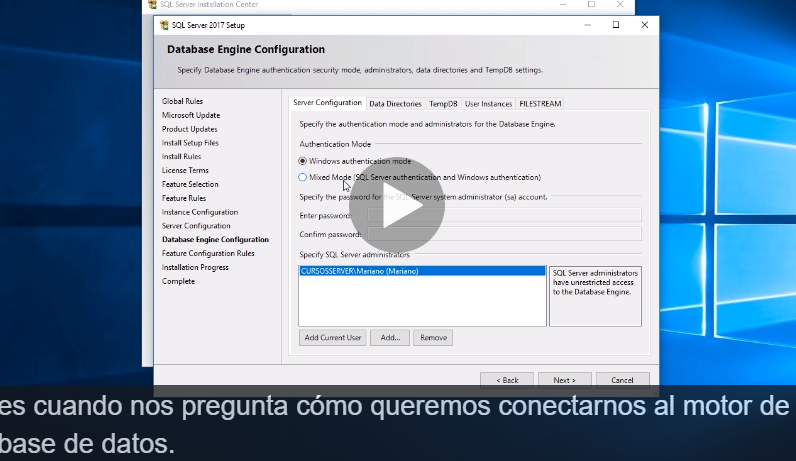 SQL Server Installation Center
SQL Server 2017 Setup
Database Engine Configuration
Specify Database Engine authentication security mode, administrators, data directories and TempDB settings.
Global Rules
Microsoft Update
Product Updates
Install Setup Files
Install Rules
License Terms
Feature Selection
Feature Rules
Instance Configuration
Server Configuration
Database Engine Configuration
Feature Configuration Rules
Installation Progress
Complete
Server Configuration Data Directories TempDB User Instances FILESTREAM
Specify the authentication mode and administrators for the Database Engine.
Authentication Mode
Windows authentication mode
Mixed Mode (SQL Server authentication and Windows authentication)
Specify the password for the SQL Server system administrator (sa) account.
Enter password:
Confirm password:
Specify SQL Server administrators
CURSOSSERVER\Mariano (Mariano)
SQL Server administrators
have unrestricted access
to the Database Engine.
Add Current User Add... Remove
< Back Next > Cancel
es cuando nos pregunta cómo queremos conectarnos al motor de
base de datos.